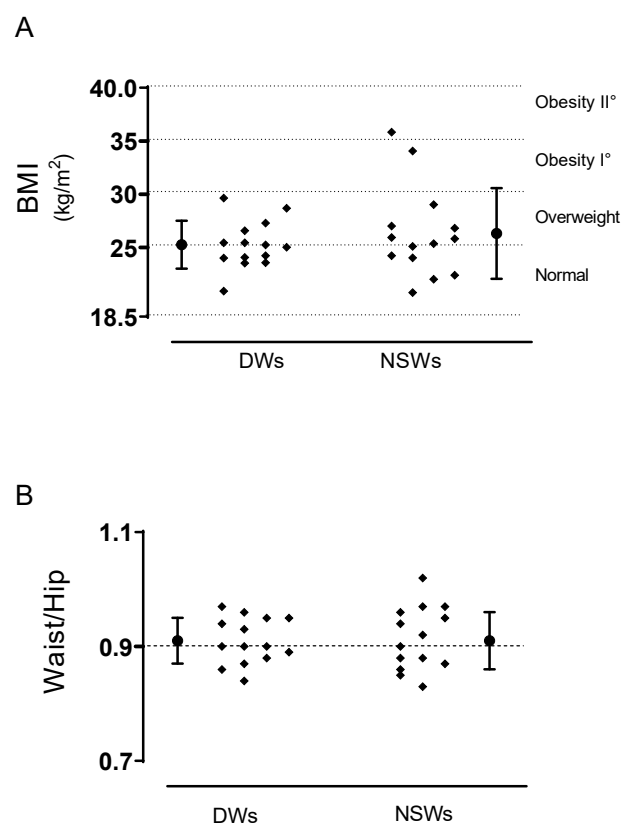 A
40.0
Obesity II°
35
Obesity I°
30
BMI
(kg/m²)
Overweight
25
Normal
18.5
DWs NSWs
B
1.1
Waist/Hip
0.9
0.7
DWs NSWs